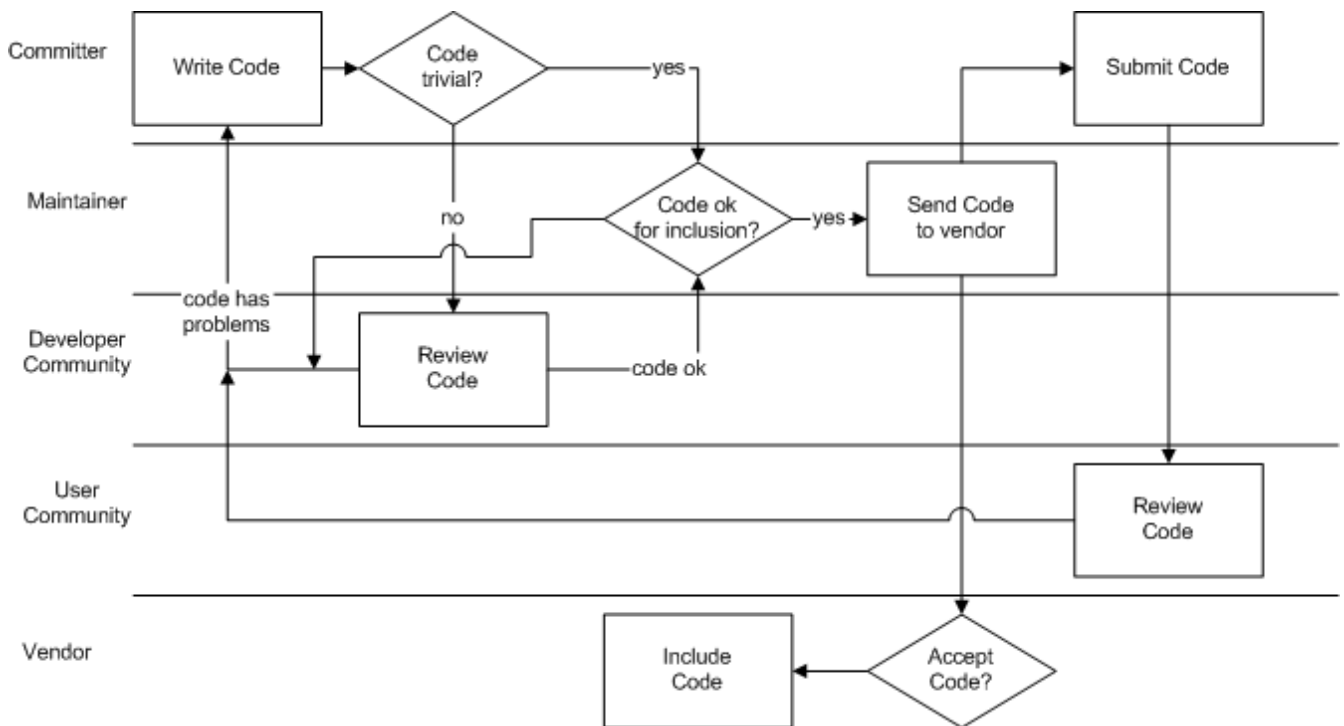 Committer
Write Code
Code
trivial?
yes
Submit Code
Maintainer
no
Code ok
for inclusion?
yes
Send Code
to vendor
code has
problems
Developer
Community
Review
Code
code ok
User
Community
Review
Code
Vendor
Include
Code
Accept
Code?